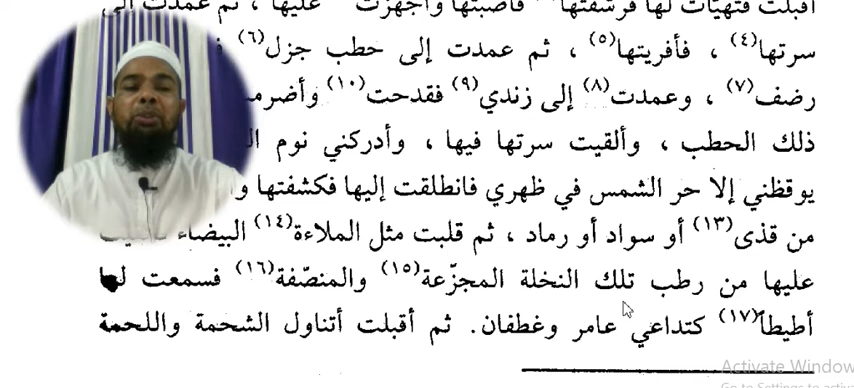 أقبلت فتهيأت لها فرشقتها فأصبتها وأجهزت عليها ، ثم عمدت إلى
سرتها(٤) ، فأفريتها(٥) ، ثم عمدت إلى حطب جزل(٦)
رضف(٧) ، وعمدت(٨) إلى زندي(٩) فقدحت(١٠)
ذلك الحطب ، وألقيت سرتها فيها ، وأدركني نوم
يوقظني إلا حر الشمس في ظهري فانطلقت إليها فكشفتها
من قذى(١٣) أو سواد أو رماد ، ثم قلبت مثل الملاءة(١٤) البيضاء
عليها من رطب تلك النخلة المجزّعة(١٥) والمنصّفة(١٦) فسمعت لها
أطيطاً(١٧) كتداعي عامر وغطفان. ثم أقبلت أتناول الشحمة واللحمة
Activate Window